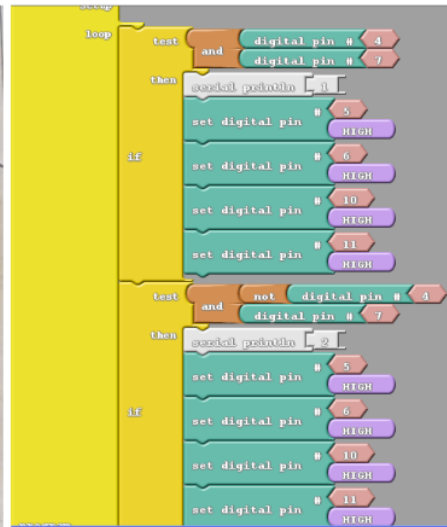 setup
loop
test and digital pin # 4
digital pin # 7
then
serial println 1
# 5
set digital pin
HIGH
if
# 6
set digital pin
HIGH
# 10
set digital pin
HIGH
# 11
set digital pin
HIGH
test and not digital pin # 4
digital pin # 7
then
serial println 2
# 5
set digital pin
HIGH
if
# 6
set digital pin
HIGH
# 10
set digital pin
HIGH
# 11
set digital pin
HIGH